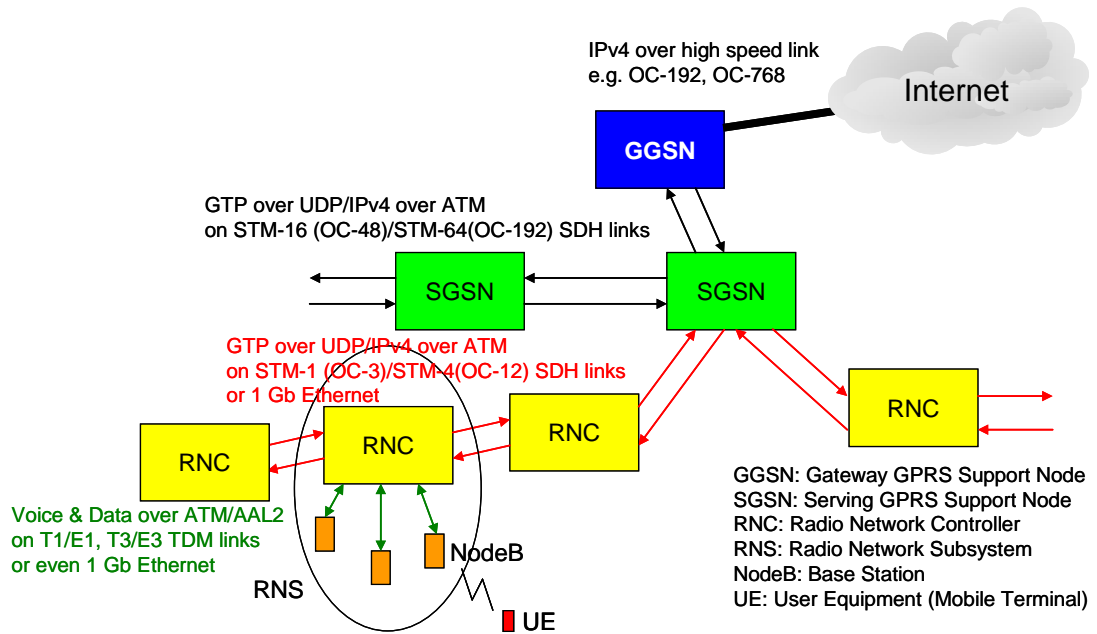 IPv4 over high speed link
e.g. OC-192, OC-768
Internet
GGSN
GTP over UDP/IPv4 over ATM
on STM-16 (OC-48)/STM-64(OC-192) SDH links
SGSN
SGSN
GTP over UDP/IPv4 over ATM
on STM-1 (OC-3)/STM-4(OC-12) SDH links
or 1 Gb Ethernet
RNC
RNC
RNC
RNC
Voice & Data over ATM/AAL2
on T1/E1, T3/E3 TDM links
or even 1 Gb Ethernet
NodeB
RNS
UE
GGSN: Gateway GPRS Support Node
SGSN: Serving GPRS Support Node
RNC: Radio Network Controller
RNS: Radio Network Subsystem
NodeB: Base Station
UE: User Equipment (Mobile Terminal)